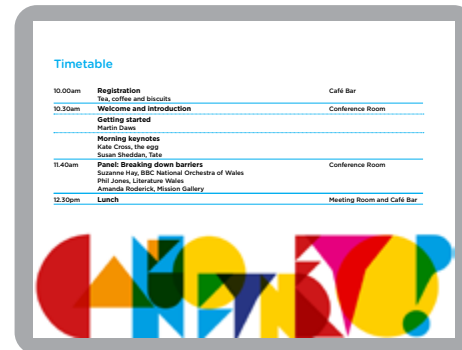 Timetable
10.00am Registration Café Bar
Tea, coffee and biscuits
10.30am Welcome and introduction Conference Room
Getting started
Martin Daws
Morning keynotes
Kate Cross, the egg
Susan Sheddan, Tate
11.40am Panel: Breaking down barriers Conference Room
Suzanne Hay, BBC National Orchestra of Wales
Phil Jones, Literature Wales
Amanda Roderick, Mission Gallery
12.30pm Lunch Meeting Room and Café Bar